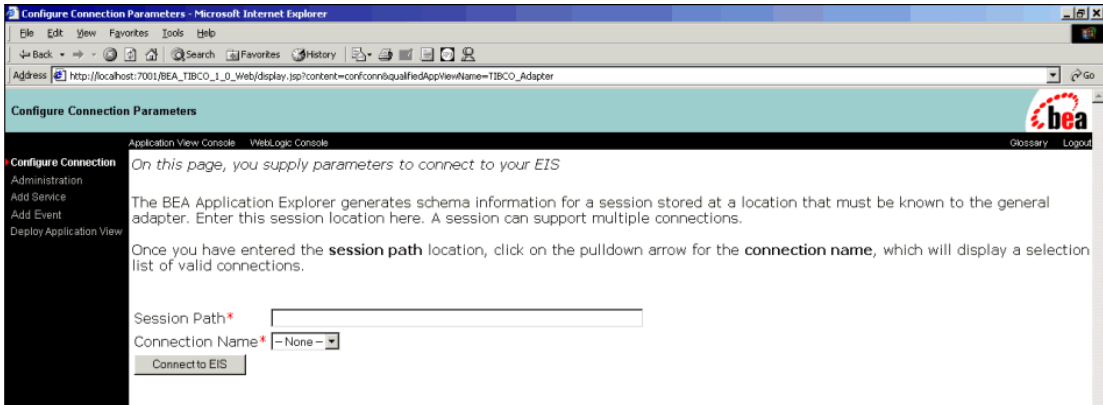 Configure Connection Parameters - Microsoft Internet Explorer
File Edit View Favorites Tools Help
Back Search Favorites History
Address http://localhost:7001/BEA_TIBCO_1_0_Web/display.jsp?content=confconn&qualifiedAppViewName=TIBCO_Adapter Go
Configure Connection Parameters
bea
Application View Console WebLogic Console Glossary Logout
Configure Connection
Administration
Add Service
Add Event
Deploy Application View
On this page, you supply parameters to connect to your EIS
The BEA Application Explorer generates schema information for a session stored at a location that must be known to the general
adapter. Enter this session location here. A session can support multiple connections.
Once you have entered the session path location, click on the pulldown arrow for the connection name, which will display a selection
list of valid connections.
Session Path*
Connection Name* -None-
Connect to EIS